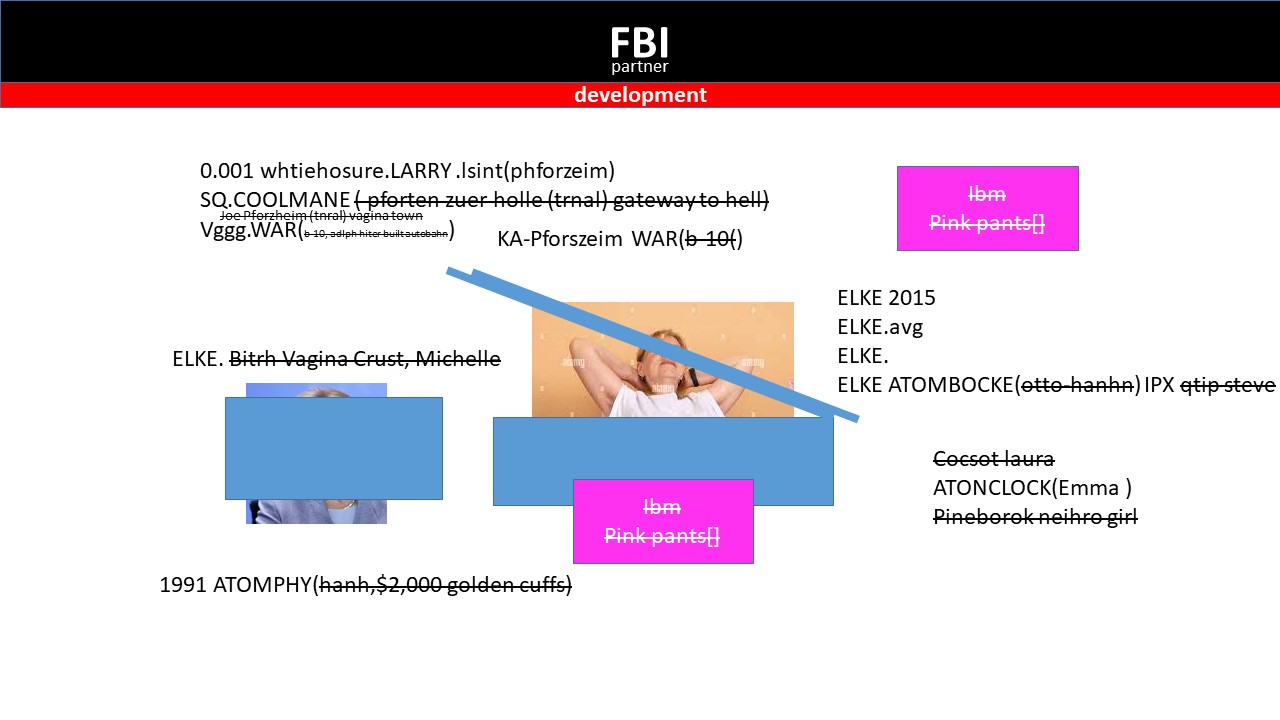 FBI
partner
development
0.001 whtiehosure.LARRY .lsint(phforzeim)
SQ.COOLMANE ( pforten zuer holle (trnal) gateway to hell)
Joe Pforzheim (tnral) vagina town
Vggg.WAR(b-10, adlph hiter built autobahn)
KA-Pforszeim WAR(b-10()
Ibm
Pink pants[]
ELKE 2015
ELKE.avg
ELKE.
ELKE ATOMBOCKE(otto-hanhn) IPX qtip steve
ELKE. Bitrh Vagina Crust, Michelle
alamy
alamy
alamy
Cocsot laura
ATONCLOCK(Emma )
Pineborok neihro girl
Ibm
Pink pants[]
1991 ATOMPHY(hanh,$2,000 golden cuffs)